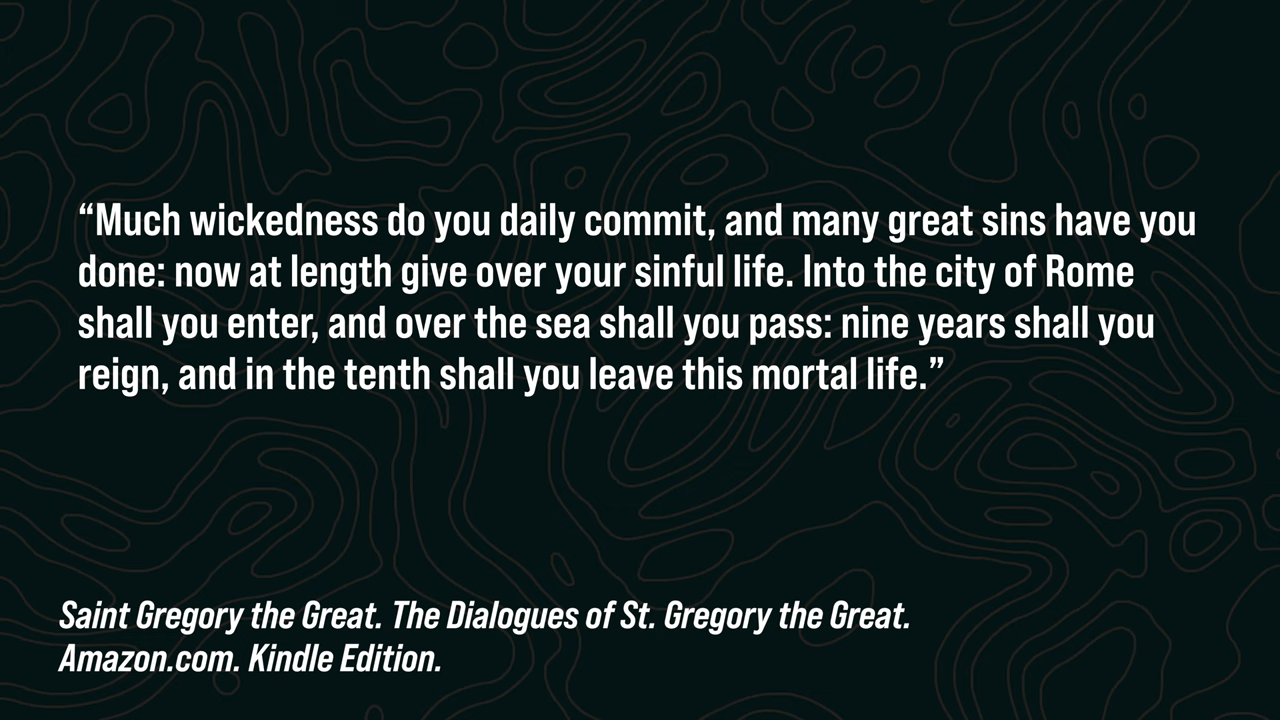 “Much wickedness do you daily commit, and many great sins have you
done: now at length give over your sinful life. Into the city of Rome
shall you enter, and over the sea shall you pass: nine years shall you
reign, and in the tenth shall you leave this mortal life.”
Saint Gregory the Great. The Dialogues of St. Gregory the Great.
Amazon.com. Kindle Edition.